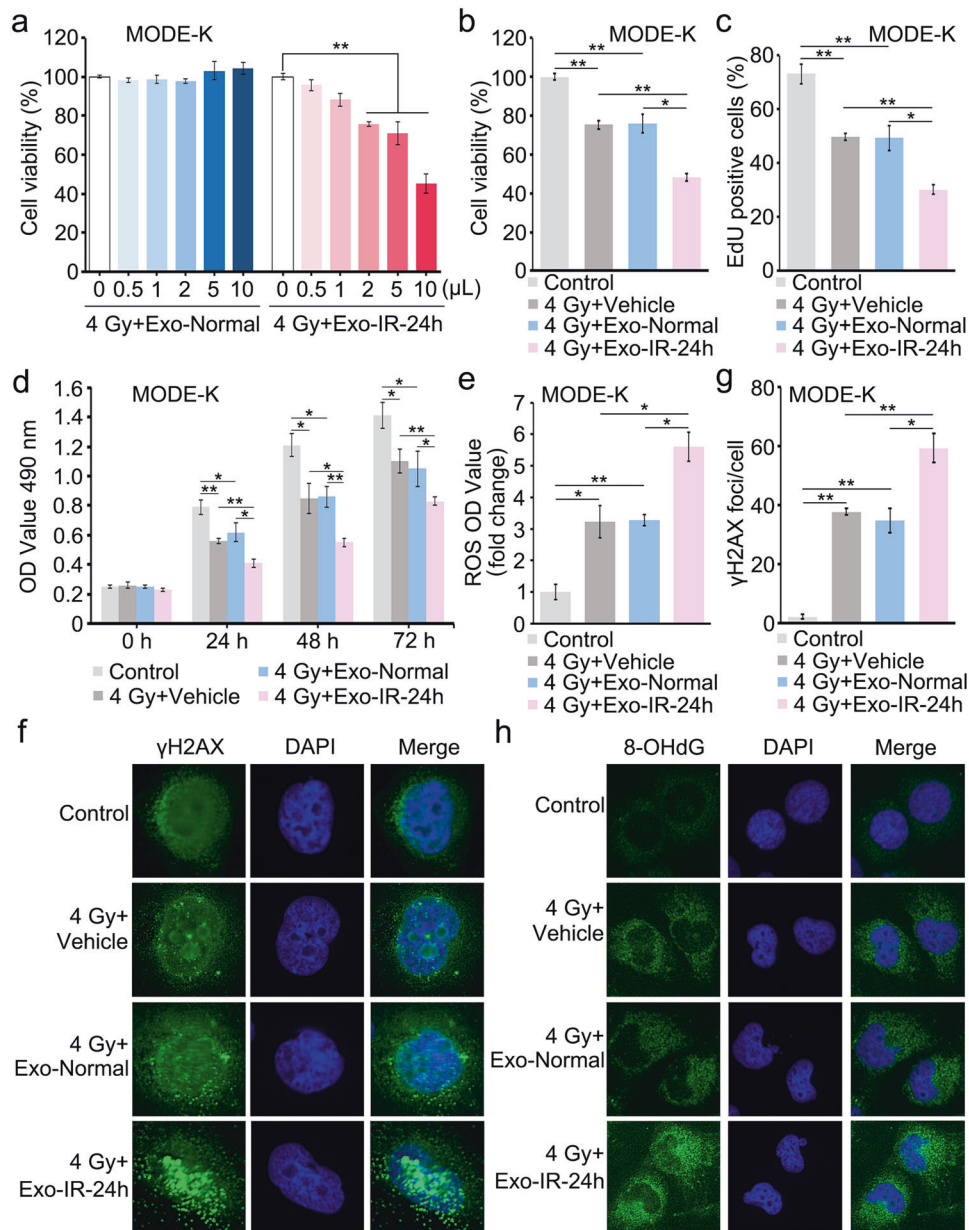 a
MODE-K
Cell viability (%)
120
100
80
60
40
20
0
**
0 0.5 1 2 5 10 0 0.5 1 2 5 10 (μL)
4 Gy+Exo-Normal 4 Gy+Exo-IR-24h
b
MODE-K
Cell viability (%)
120
100
80
60
40
20
0
**
**
**
*
Control
4 Gy+Vehicle
4 Gy+Exo-Normal
4 Gy+Exo-IR-24h
c
MODE-K
EdU positive cells (%)
80
60
40
20
0
**
**
**
*
Control
4 Gy+Vehicle
4 Gy+Exo-Normal
4 Gy+Exo-IR-24h
d
MODE-K
OD Value 490 nm
1.6
1.4
1.2
1.0
0.8
0.6
0.4
0.2
0
*
**
**
*
*
*
*
**
*
*
**
*
0 h 24 h 48 h 72 h
Control 4 Gy+Exo-Normal
4 Gy+Vehicle 4 Gy+Exo-IR-24h
e
MODE-K
ROS OD Value
(fold change)
7
6
5
4
3
2
1
0
*
*
**
*
Control
4 Gy+Vehicle
4 Gy+Exo-Normal
4 Gy+Exo-IR-24h
g
MODE-K
γH2AX foci/cell
80
60
40
20
0
**
*
**
**
Control
4 Gy+Vehicle
4 Gy+Exo-Normal
4 Gy+Exo-IR-24h
f
γH2AX DAPI Merge
Control
4 Gy+
Vehicle
4 Gy+
Exo-Normal
4 Gy+
Exo-IR-24h
h
8-OHdG DAPI Merge
Control
4 Gy+
Vehicle
4 Gy+
Exo-Normal
4 Gy+
Exo-IR-24h